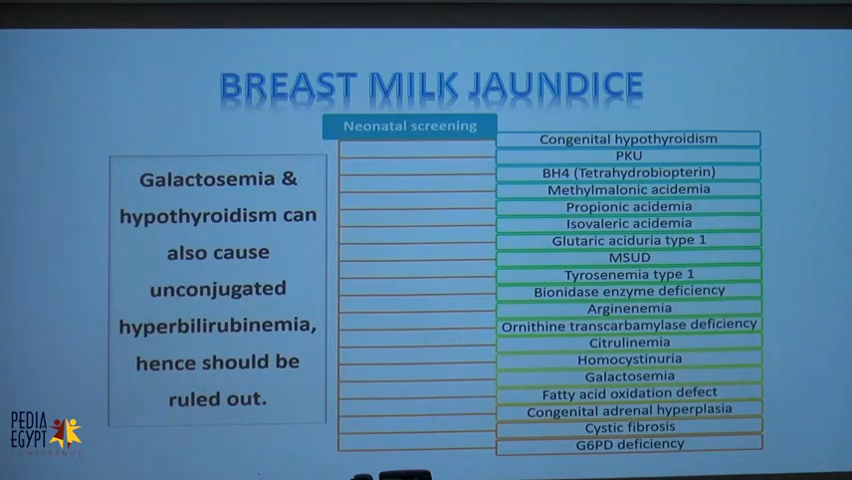 BREAST MILK JAUNDICE
Neonatal screening
Galactosemia &
hypothyroidism can
also cause
unconjugated
hyperbilirubinemia,
hence should be
ruled out.
Congenital hypothyroidism
PKU
BH4 (Tetrahydrobiopterin)
Methylmalonic acidemia
Propionic acidemia
Isovaleric acidemia
Glutaric aciduria type 1
MSUD
Tyrosenemia type 1
Bionidase enzyme deficiency
Arginenemia
Ornithine transcarbamylase deficiency
Citrulinemia
Homocystinuria
Galactosemia
Fatty acid oxidation defect
Congenital adrenal hyperplasia
Cystic fibrosis
G6PD deficiency
PEDIA
EGYPT
CONFERENCE